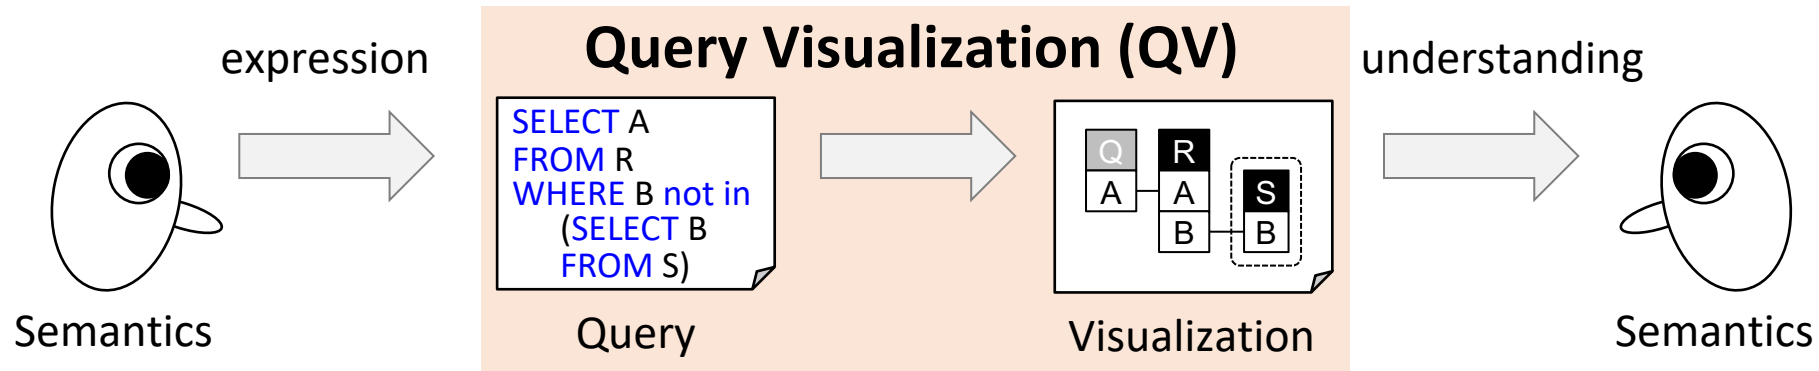 expression
Query Visualization (QV)
understanding
SELECT A
FROM R
WHERE B not in
(SELECT B
FROM S)
Q
A
R
A
B
S
B
Semantics
Query
Visualization
Semantics